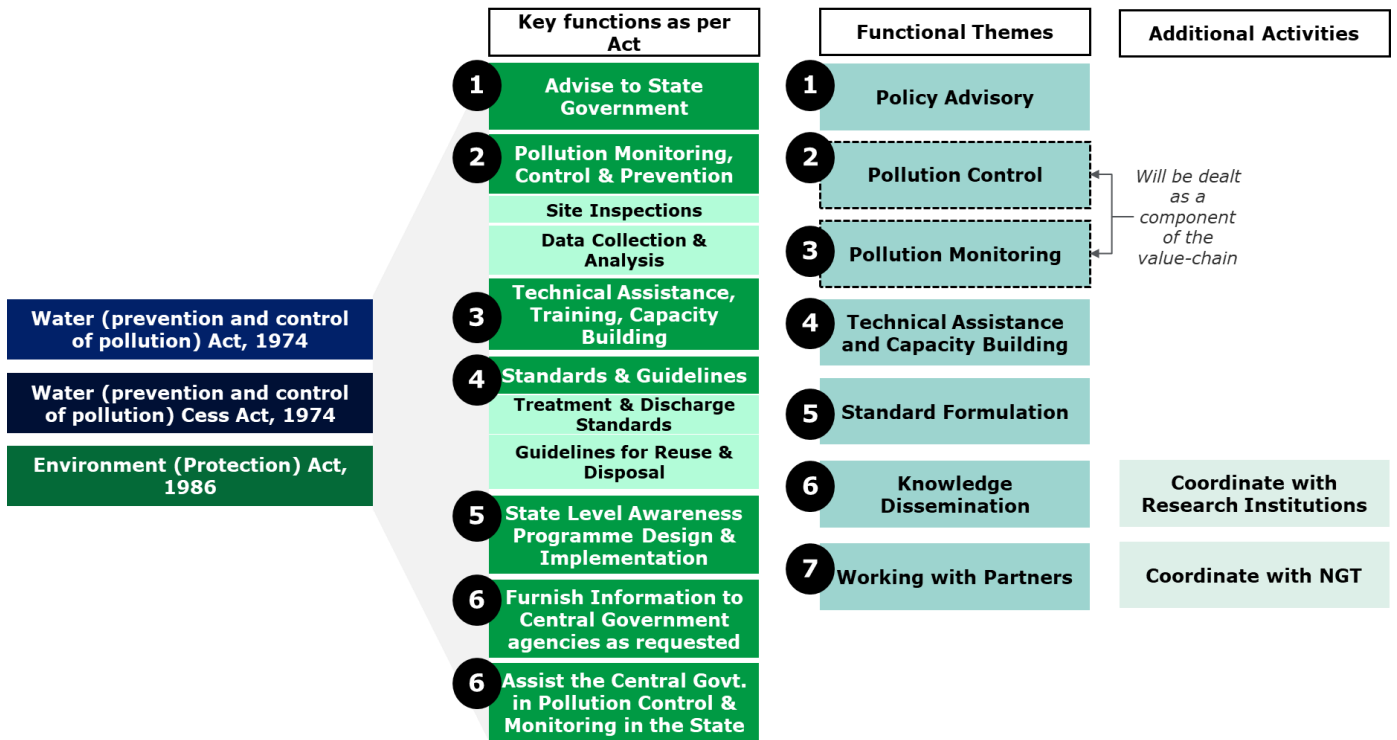 Key functions as per
Act
Functional Themes
Additional Activities
Water (prevention and control
of pollution) Act, 1974
Water (prevention and control
of pollution) Cess Act, 1974
Environment (Protection) Act,
1986
1
Advise to State
Government
2
Pollution Monitoring,
Control & Prevention
Site Inspections
Data Collection &
Analysis
3
Technical Assistance,
Training, Capacity
Building
4
Standards & Guidelines
Treatment & Discharge
Standards
Guidelines for Reuse &
Disposal
5
State Level Awareness
Programme Design &
Implementation
6
Furnish Information to
Central Government
agencies as requested
6
Assist the Central Govt.
in Pollution Control &
Monitoring in the State
1
Policy Advisory
2
Pollution Control
3
Pollution Monitoring
4
Technical Assistance
and Capacity Building
5
Standard Formulation
6
Knowledge
Dissemination
7
Working with Partners
Will be dealt
as a
component
of the
value-chain
Coordinate with
Research Institutions
Coordinate with NGT